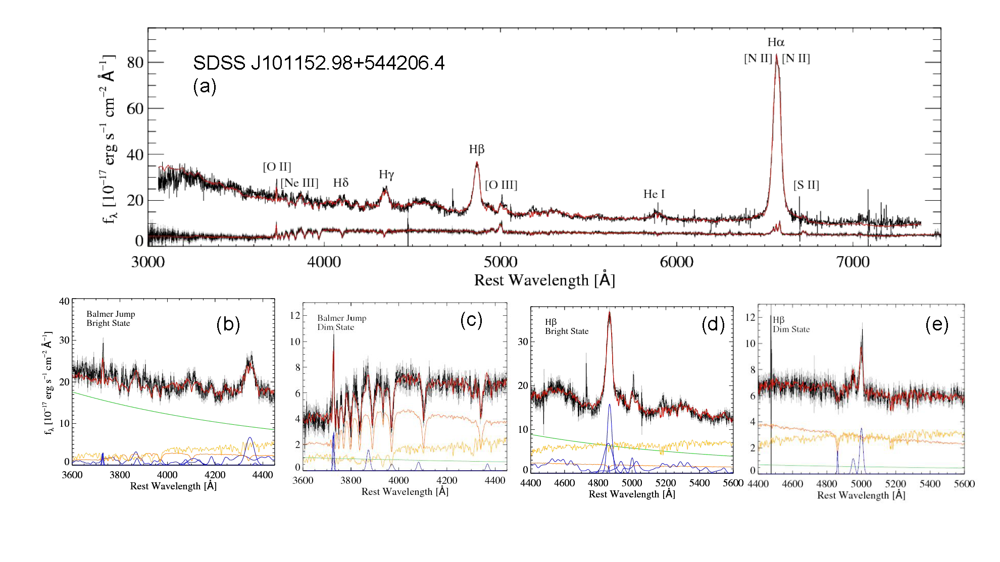 SDSS J101152.98+544206.4
(a)
Hα
[N II] [N II]
Hβ
[O II]
[Ne III]
Hδ
Hγ
[O III]
He I
[S II]
80
60
40
20
0
f_λ [10⁻¹⁷ erg s⁻¹ cm⁻² Å⁻¹]
3000 4000 5000 6000 7000
Rest Wavelength [Å]
Balmer Jump
Bright State
(b)
40
30
20
10
0
f_λ [10⁻¹⁷ erg s⁻¹ cm⁻² Å⁻¹]
3600 3800 4000 4200 4400
Rest Wavelength [Å]
Balmer Jump
Dim State
(c)
12
10
8
6
4
2
0
3600 3800 4000 4200 4400
Rest Wavelength [Å]
Hβ
Bright State
(d)
30
20
10
0
4400 4600 4800 5000 5200 5400 5600
Rest Wavelength [Å]
Hβ
Dim State
(e)
12
10
8
6
4
2
0
4400 4600 4800 5000 5200 5400 5600
Rest Wavelength [Å]